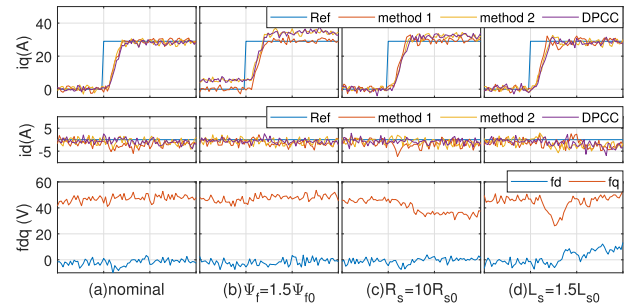 Ref method 1 method 2 DPCC
iq(A)
40
20
0
Ref method 1 method 2 DPCC
id(A)
5
-5
fd fq
fdq (V)
60
40
20
0
(a)nominal
(b) Ψf=1.5Ψf0
(c)Rs=10Rs0
(d)Ls=1.5Ls0